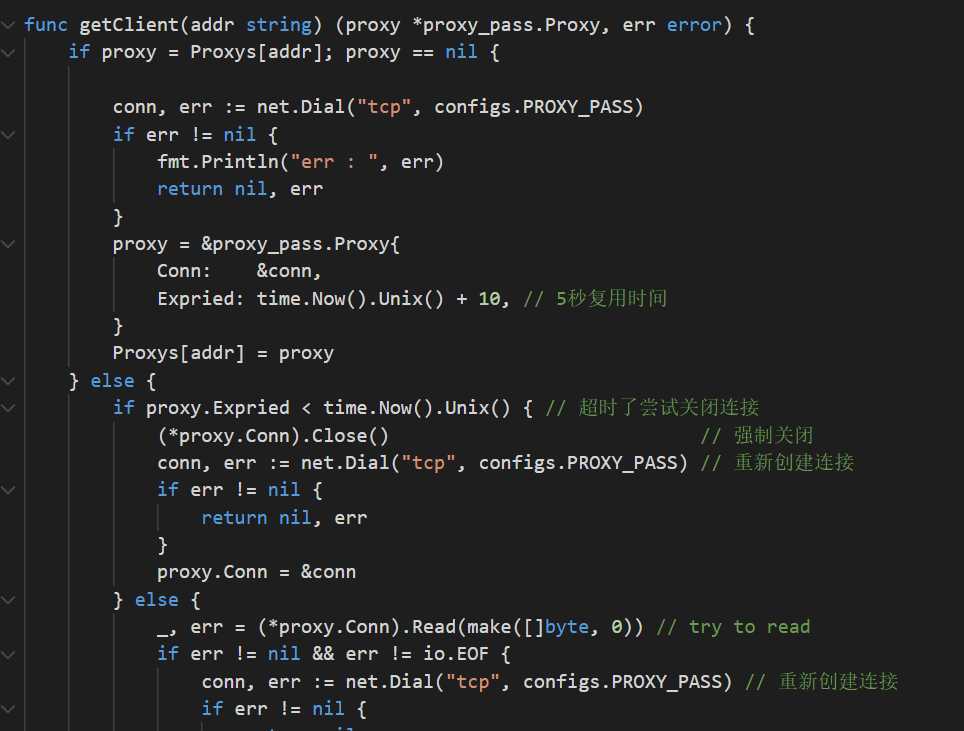 func getClient(addr string) (proxy *proxy_pass.Proxy, err error) {
if proxy = Proxys[addr]; proxy == nil {
conn, err := net.Dial("tcp", configs.PROXY_PASS)
if err != nil {
fmt.Println("err : ", err)
return nil, err
}
proxy = &proxy_pass.Proxy{
Conn:    &conn,
Expried: time.Now().Unix() + 10, // 5秒复用时间
}
Proxys[addr] = proxy
} else {
if proxy.Expried < time.Now().Unix() { // 超时了尝试关闭连接
(*proxy.Conn).Close()                            // 强制关闭
conn, err := net.Dial("tcp", configs.PROXY_PASS) // 重新创建连接
if err != nil {
return nil, err
}
proxy.Conn = &conn
} else {
_, err = (*proxy.Conn).Read(make([]byte, 0)) // try to read
if err != nil && err != io.EOF {
conn, err := net.Dial("tcp", configs.PROXY_PASS) // 重新创建连接
if err != nil {